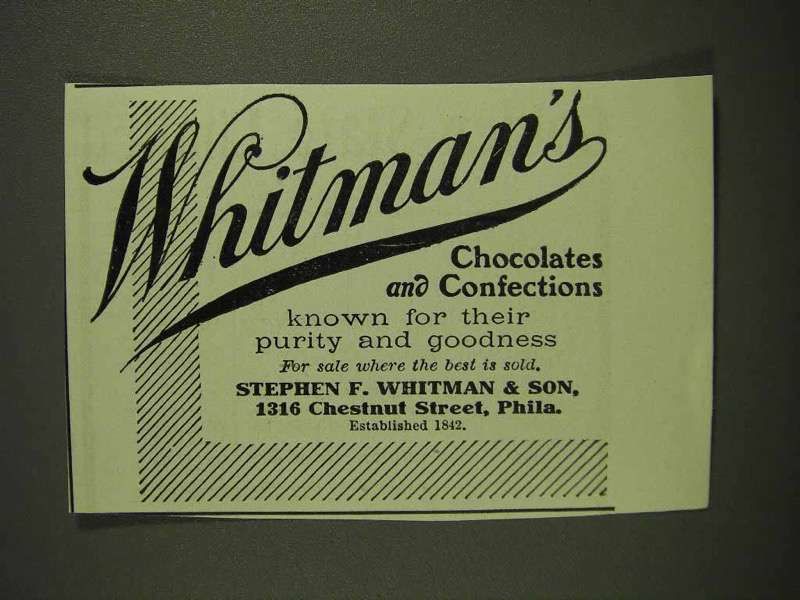 Whitman's
Chocolates
and Confections
known for their
purity and goodness
For sale where the best is sold.
STEPHEN F. WHITMAN & SON,
1316 Chestnut Street, Phila.
Established 1842.